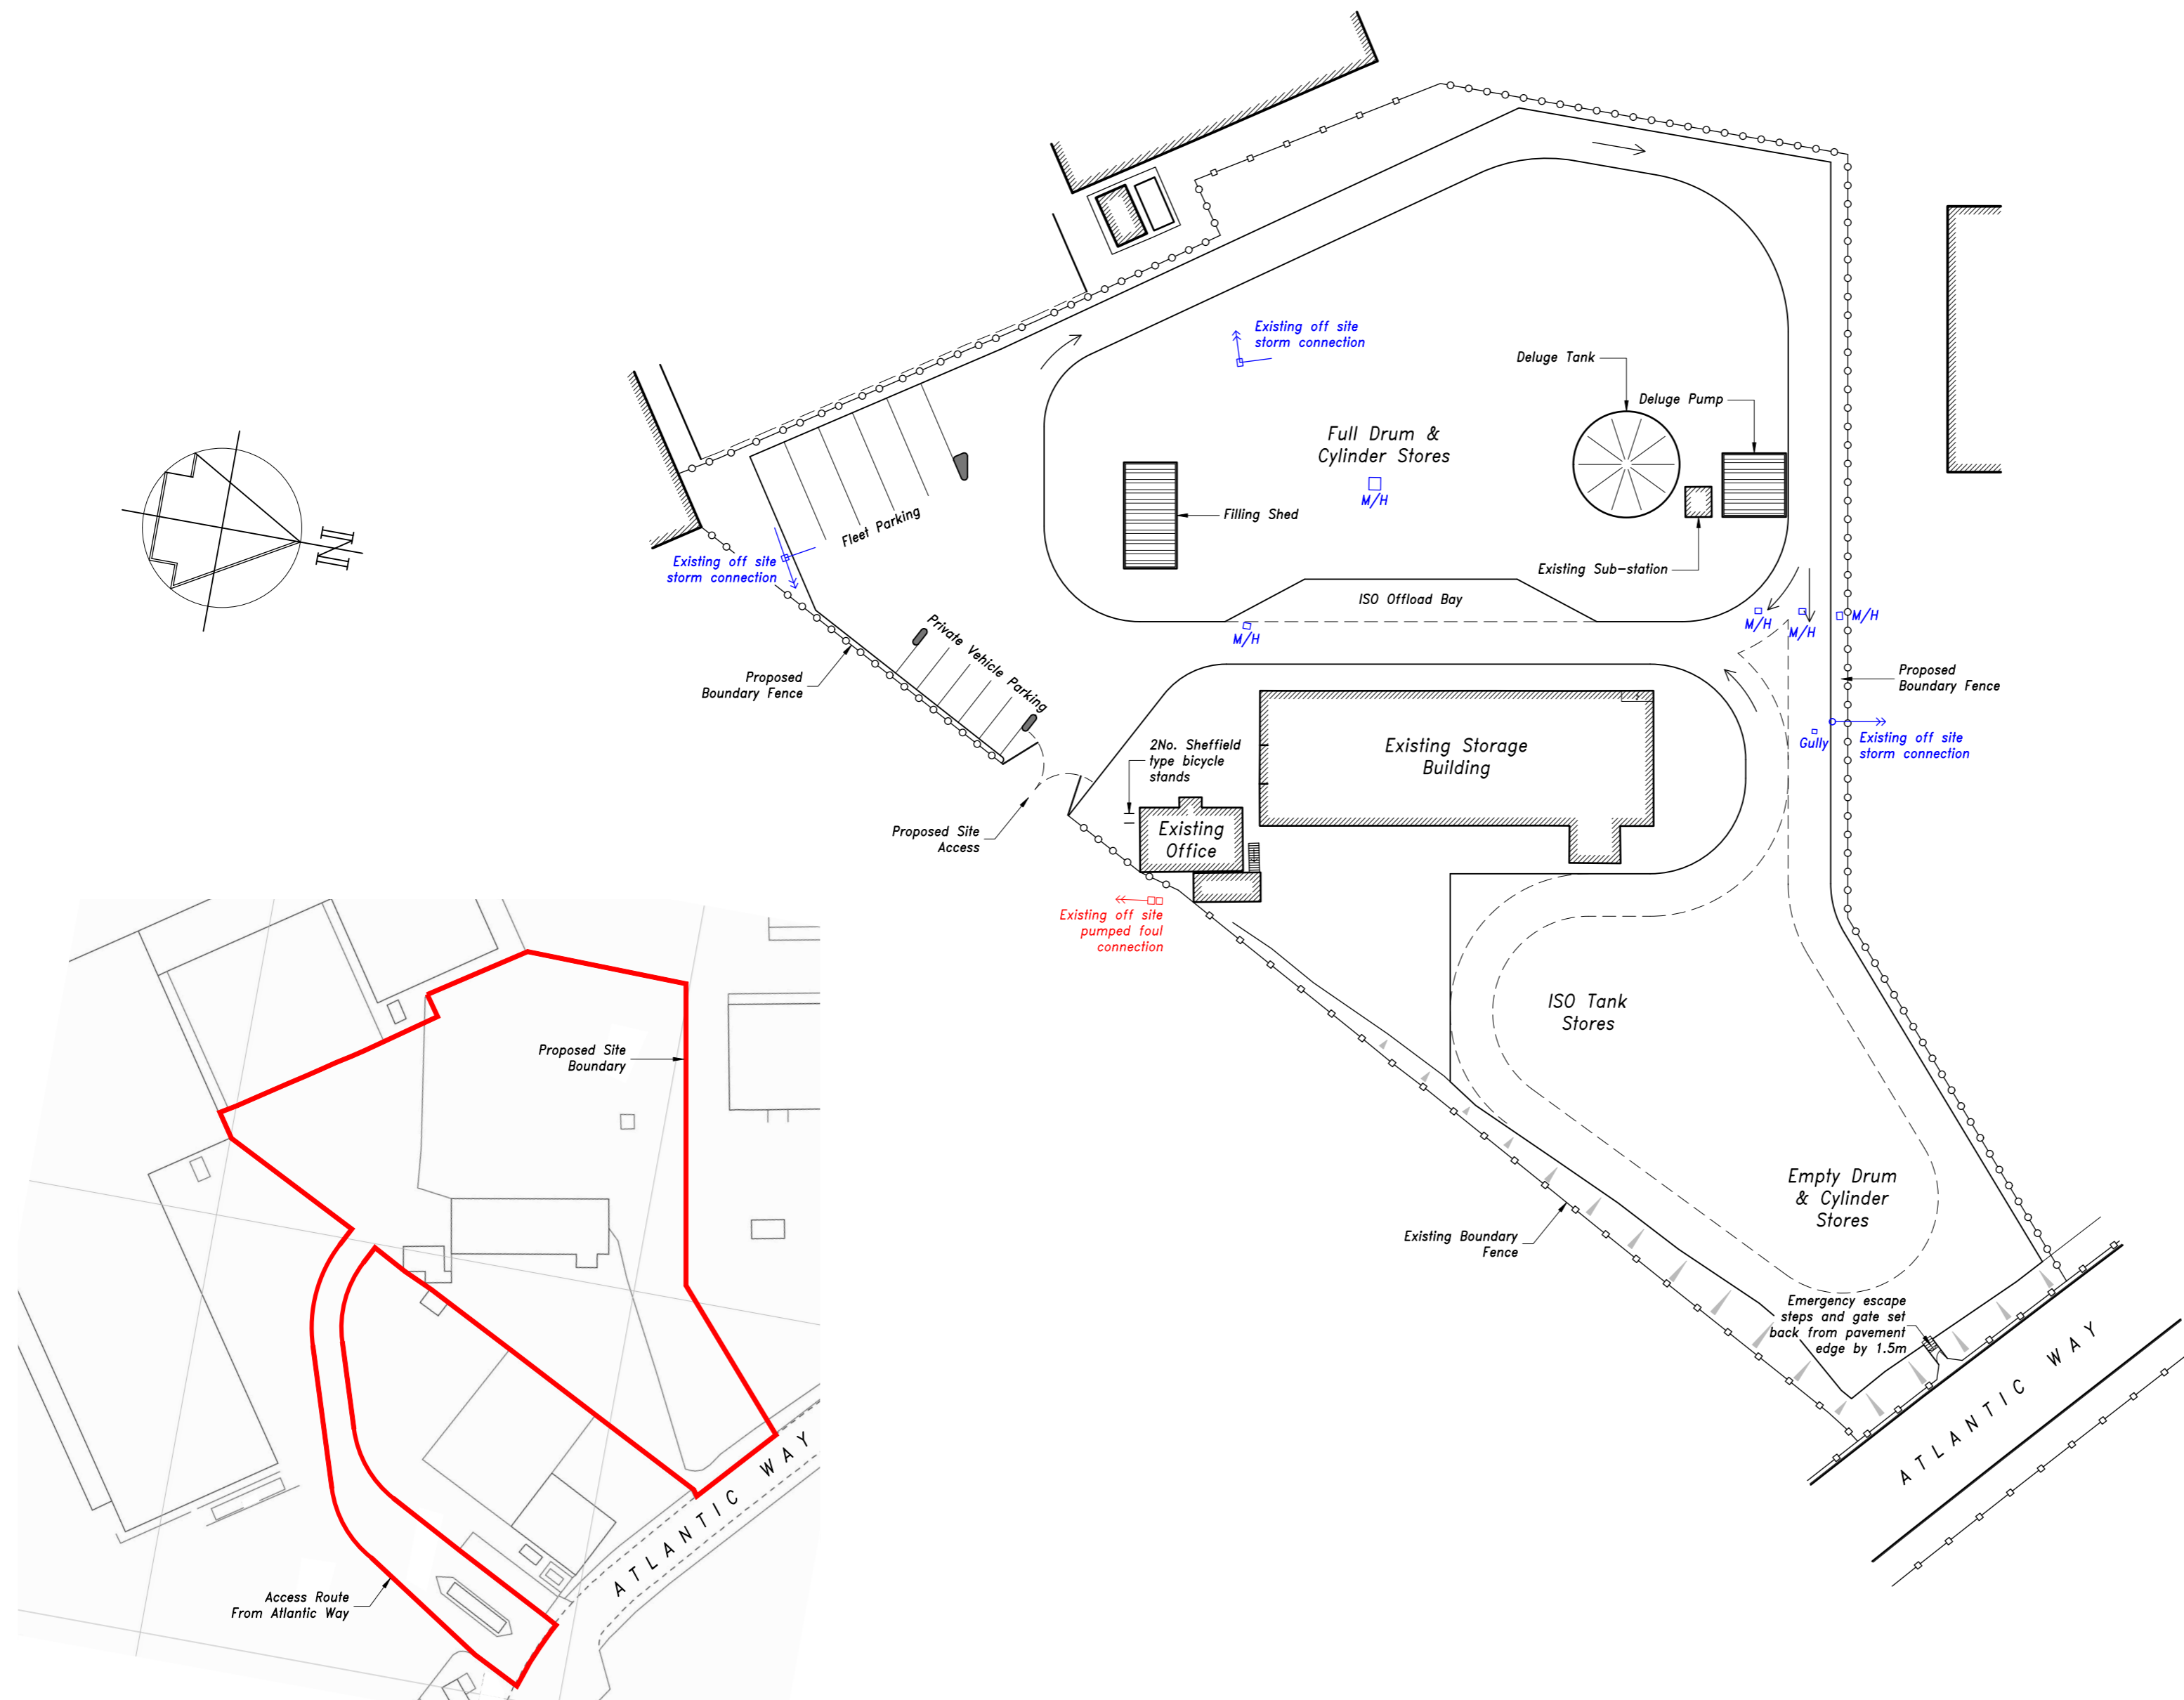 Existing off site
storm connection
Deluge Tank
Deluge Pump
Full Drum &
Cylinder Stores
M/H
Filling Shed
Fleet Parking
Existing off site
storm connection
Existing Sub-station
ISO Offload Bay
M/H
M/H
M/H
M/H
N
Private Vehicle Parking
Proposed
Boundary Fence
Proposed
Boundary Fence
2No. Sheffield
type bicycle
stands
Existing Storage
Building
Gully
Existing off site
storm connection
Proposed Site
Access
Existing
Office
Existing off site
pumped foul
connection
ISO Tank
Stores
Proposed Site
Boundary
Empty Drum
& Cylinder
Stores
Existing Boundary
Fence
Emergency escape
steps and gate set
back from pavement
edge by 1.5m
ATLANTIC WAY
ATLANTIC WAY
Access Route
From Atlantic Way